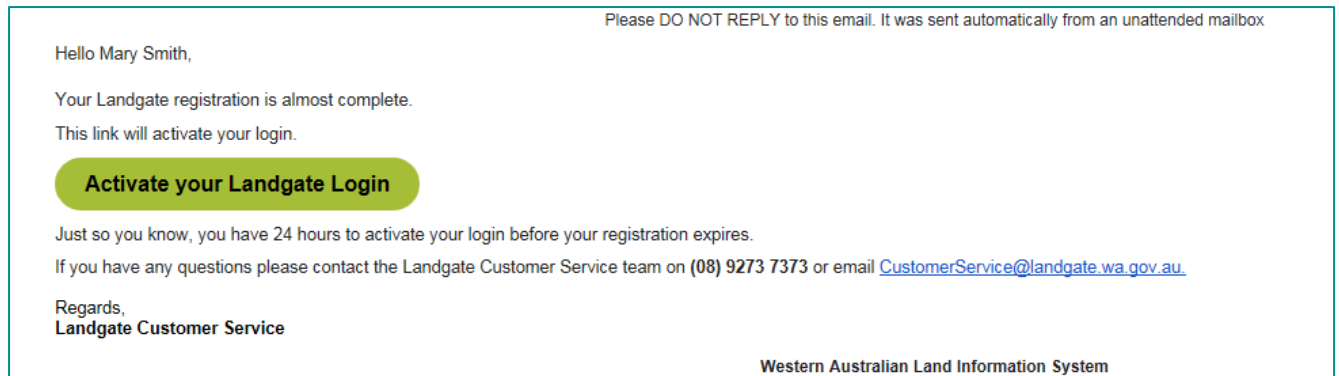 Please DO NOT REPLY to this email. It was sent automatically from an unattended mailbox
Hello Mary Smith,
Your Landgate registration is almost complete.
This link will activate your login.
Activate your Landgate Login
Just so you know, you have 24 hours to activate your login before your registration expires.
If you have any questions please contact the Landgate Customer Service team on (08) 9273 7373 or email CustomerService@landgate.wa.gov.au.
Regards,
Landgate Customer Service
Western Australian Land Information System